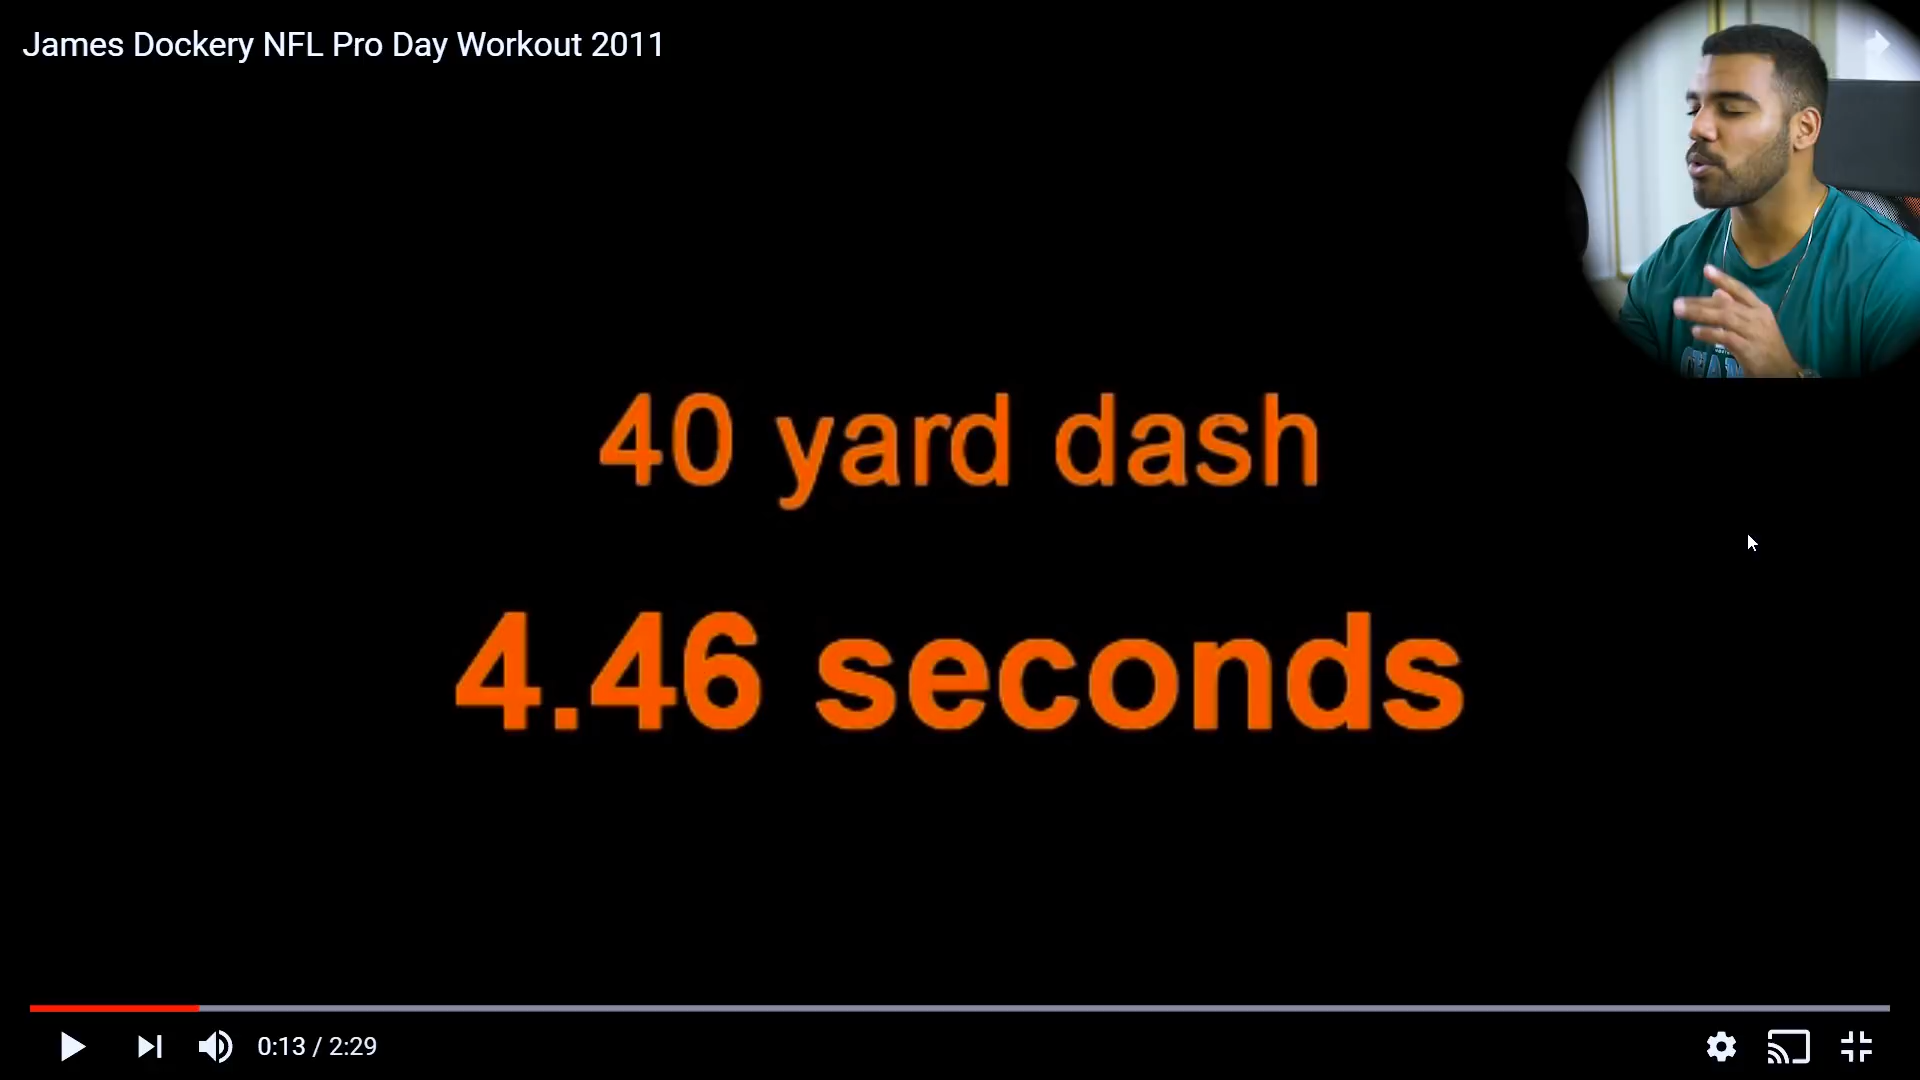 James Dockery NFL Pro Day Workout 2011
40 yard dash
4.46 seconds
0:13 / 2:29